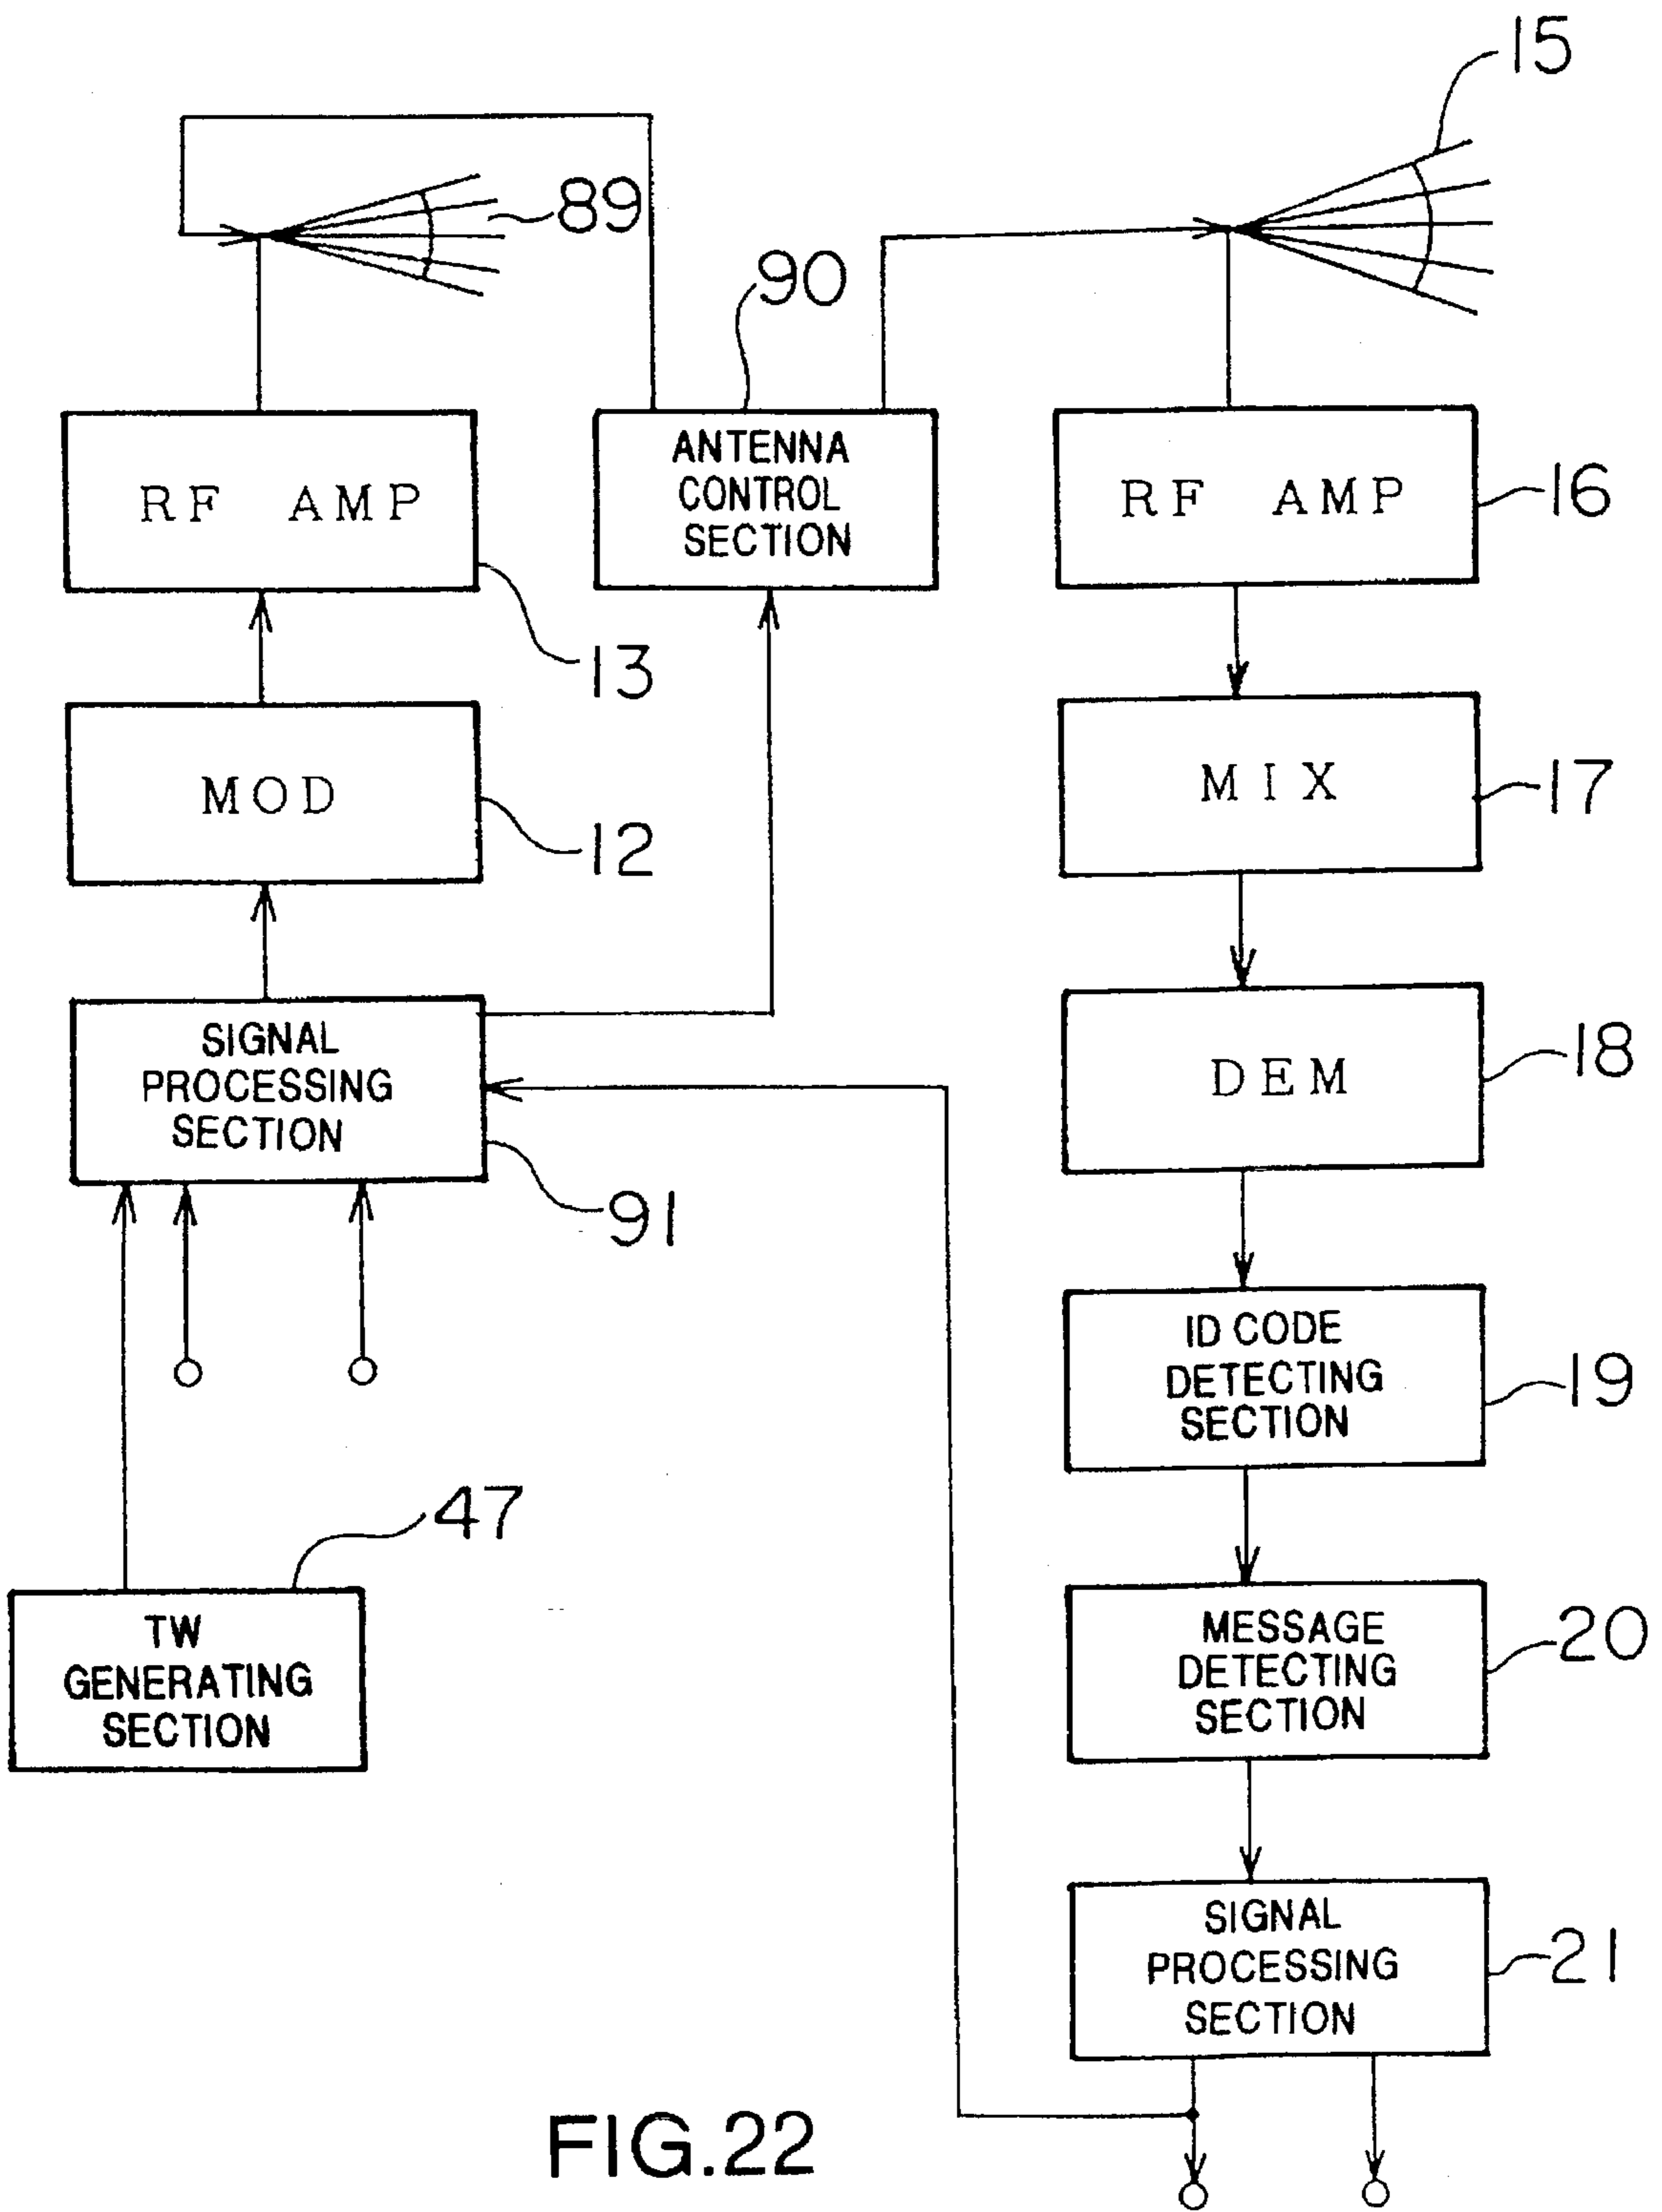 15
89
90
ANTENNA
CONTROL
SECTION
RF AMP
RF AMP
16
13
MOD
12
MIX
17
SIGNAL
PROCESSING
SECTION
91
DEM
18
ID CODE
DETECTING
SECTION
19
47
TW
GENERATING
SECTION
MESSAGE
DETECTING
SECTION
20
SIGNAL
PROCESSING
SECTION
21
FIG.22